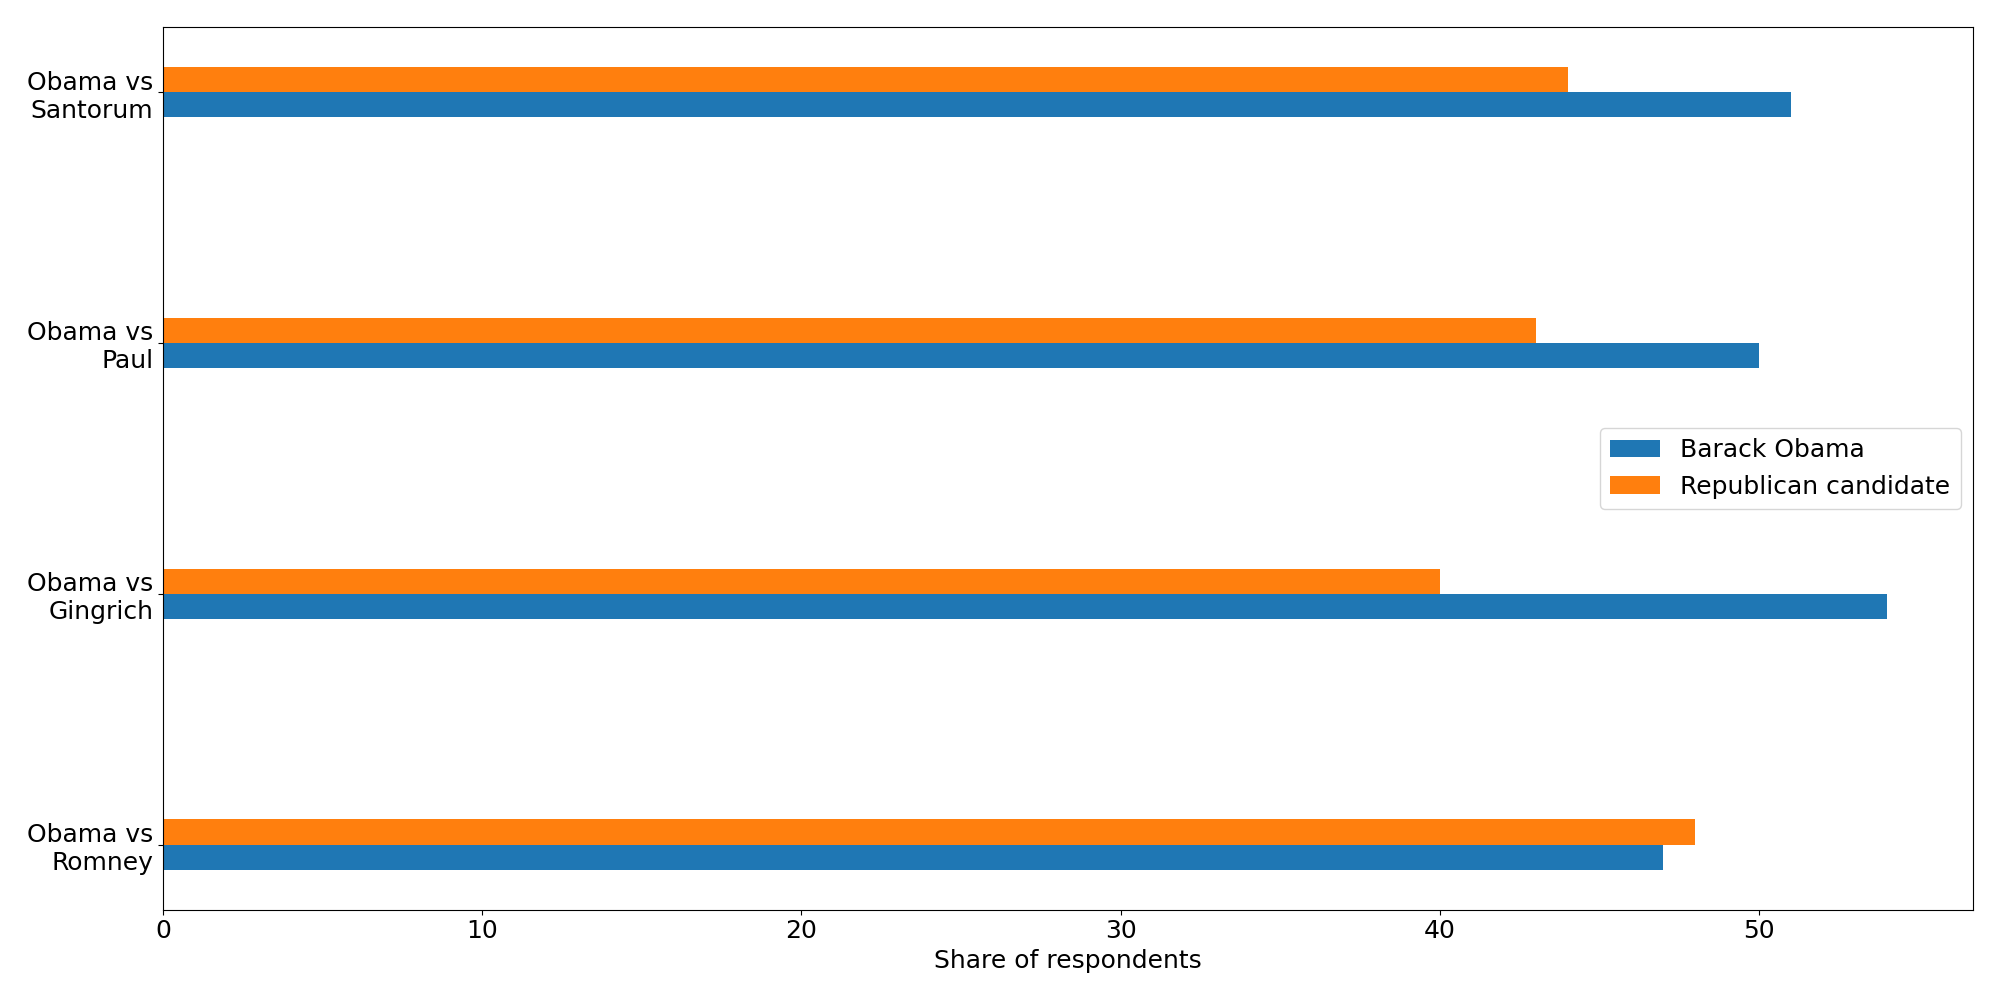 Obama vs
Santorum
Obama vs
Paul
Barack Obama
Republican candidate
Obama vs
Gingrich
Obama vs
Romney
0 10 20 30 40 50
Share of respondents